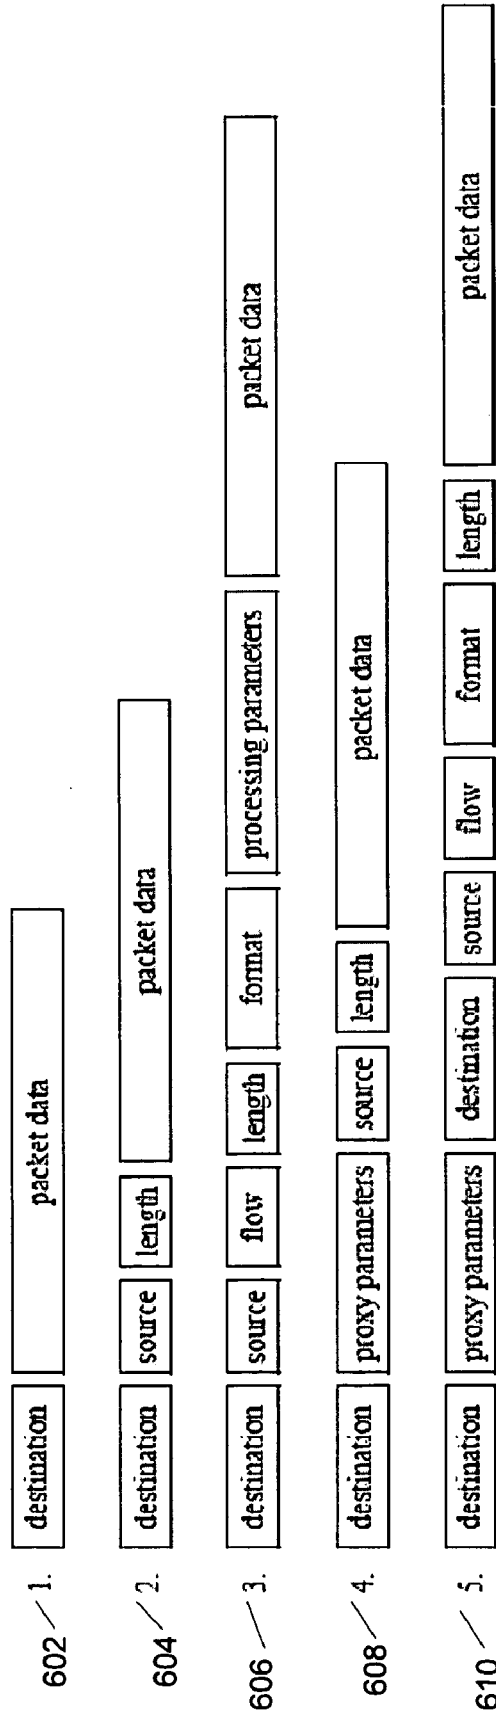 602 1. destination packet data
604 2. destination source length packet data
606 3. destination source flow length format processing parameters packet data
608 4. destination proxy parameters source length packet data
610 5. destination proxy parameters destination source flow format length packet data